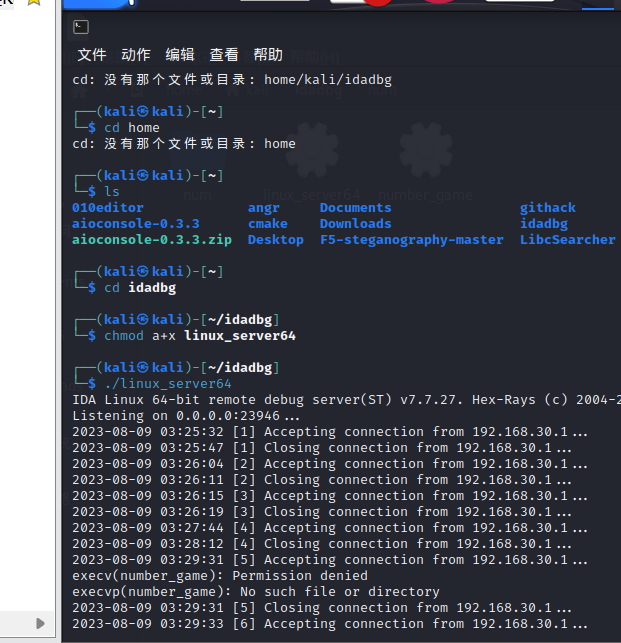 文件 动作 编辑 查看 帮助
cd: 没有那个文件或目录: home/kali/idadbg
┌──(kali㉿kali)-[~]
└─$ cd home
cd: 没有那个文件或目录: home
┌──(kali㉿kali)-[~]
└─$ ls
010editor angr Documents githack
aioconsole-0.3.3 cmake Downloads idadbg
aioconsole-0.3.3.zip Desktop F5-steganography-master LibcSearcher
┌──(kali㉿kali)-[~]
└─$ cd idadbg
┌──(kali㉿kali)-[~/idadbg]
└─$ chmod a+x linux_server64
┌──(kali㉿kali)-[~/idadbg]
└─$ ./linux_server64
IDA Linux 64-bit remote debug server(ST) v7.7.27. Hex-Rays (c) 2004-2
Listening on 0.0.0.0:23946...
2023-08-09 03:25:32 [1] Accepting connection from 192.168.30.1...
2023-08-09 03:25:47 [1] Closing connection from 192.168.30.1...
2023-08-09 03:26:04 [2] Accepting connection from 192.168.30.1...
2023-08-09 03:26:11 [2] Closing connection from 192.168.30.1...
2023-08-09 03:26:15 [3] Accepting connection from 192.168.30.1...
2023-08-09 03:26:19 [3] Closing connection from 192.168.30.1...
2023-08-09 03:27:44 [4] Accepting connection from 192.168.30.1...
2023-08-09 03:28:12 [4] Closing connection from 192.168.30.1...
2023-08-09 03:29:31 [5] Accepting connection from 192.168.30.1...
execv(number_game): Permission denied
execvp(number_game): No such file or directory
2023-08-09 03:29:31 [5] Closing connection from 192.168.30.1...
2023-08-09 03:29:33 [6] Accepting connection from 192.168.30.1...